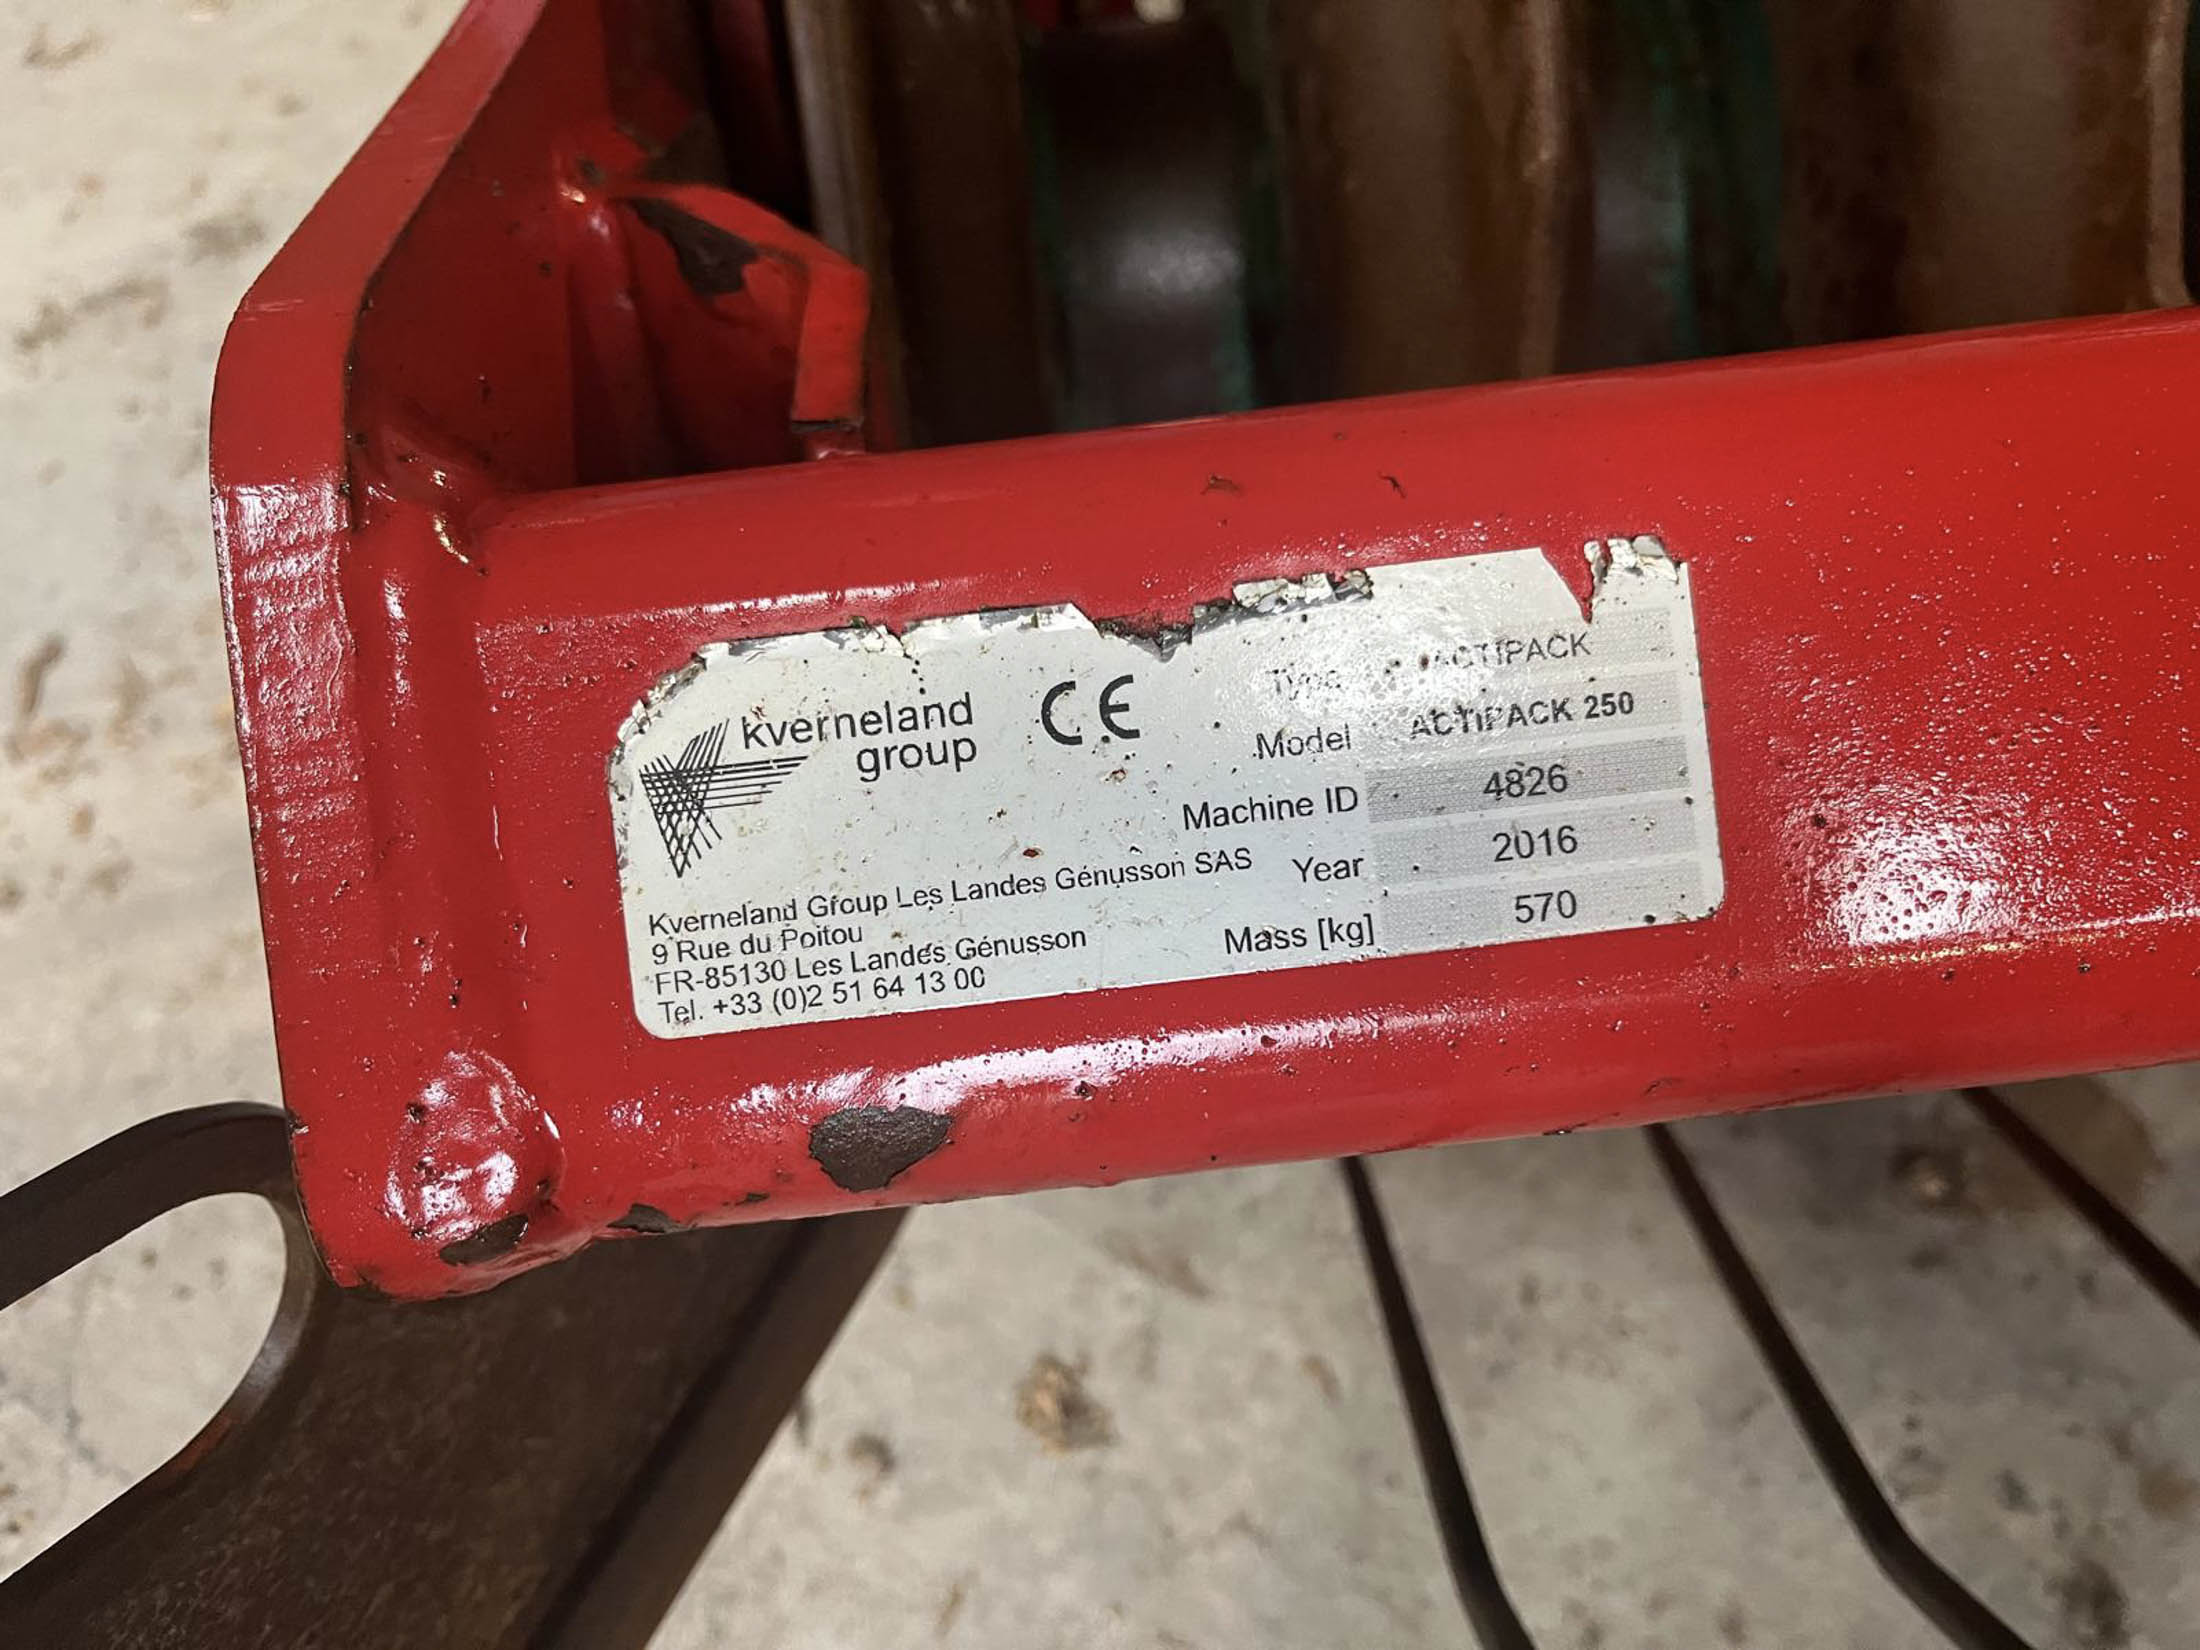 kverneland
group
CE
Type ACTIPACK
Model ACTIPACK 250
Machine ID 4826
Year 2016
Mass [kg] 570
Kverneland Group Les Landes Génusson SAS
9 Rue du Poitou
FR-85130 Les Landes Génusson
Tel. +33 (0)2 51 64 13 00